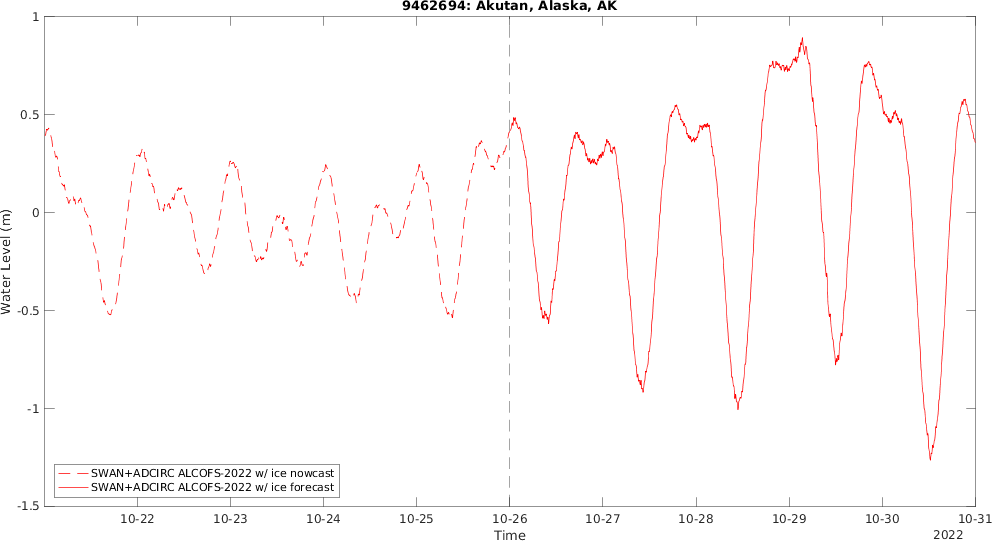 9462694: Akutan, Alaska, AK
Water Level (m)
1
0.5
0
-0.5
-1
-1.5
SWAN+ADCIRC ALCOFS-2022 w/ ice nowcast
SWAN+ADCIRC ALCOFS-2022 w/ ice forecast
10-22 10-23 10-24 10-25 10-26 10-27 10-28 10-29 10-30 10-31
Time
2022